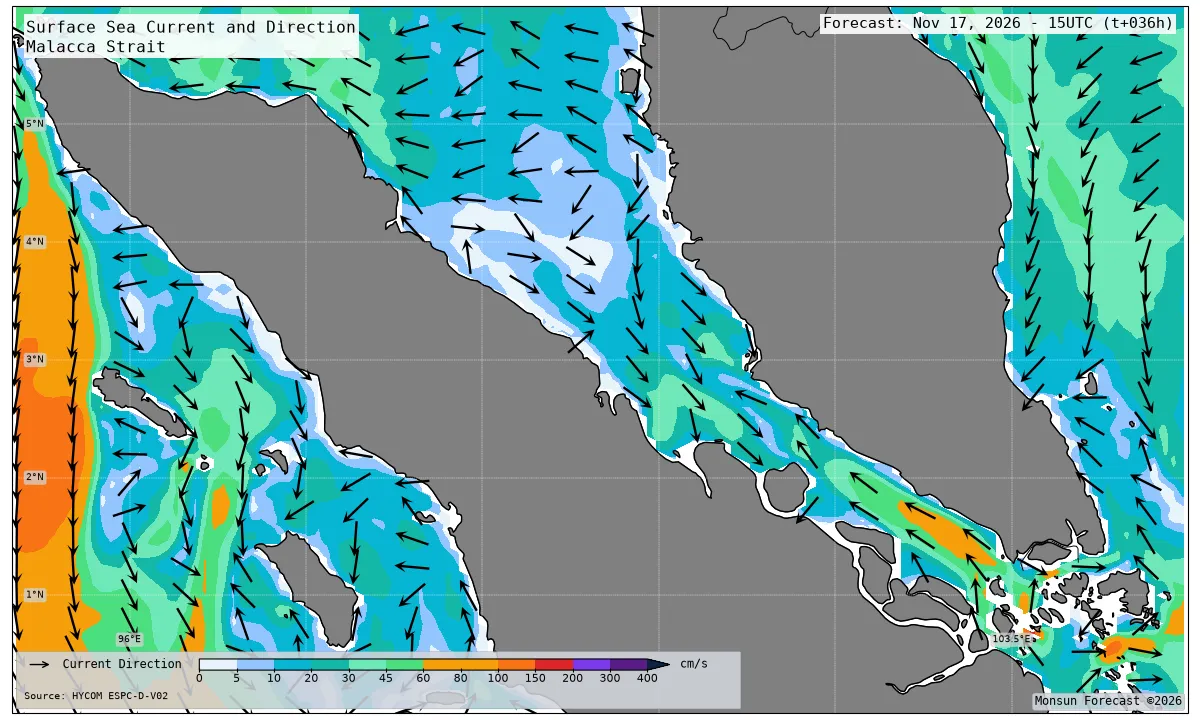 Surface Sea Current and Direction
Malacca Strait
Forecast: Nov 17, 2026 - 15UTC (t+036h)
5°N
4°N
3°N
2°N
1°N
96°E
103.5°E
Current Direction
0 5 10 20 30 45 60 80 100 150 200 300 400
cm/s
Source: HYCOM ESPC-D-V02
Monsun Forecast ©2026